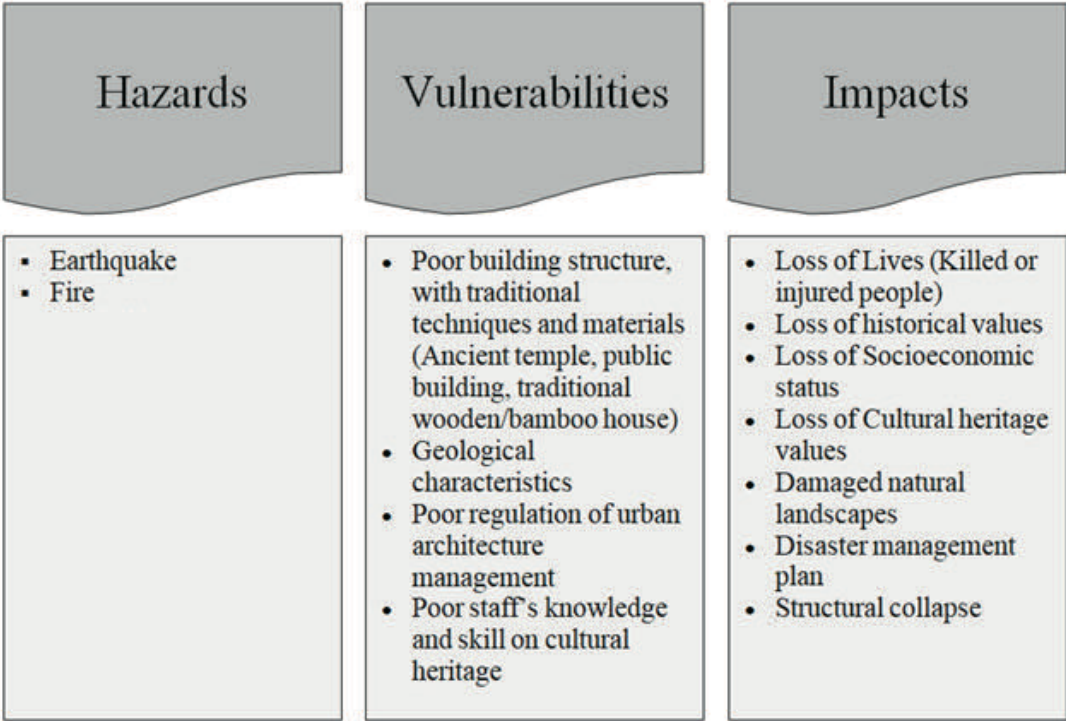 Hazards
Vulnerabilities
Impacts
▪ Earthquake
▪ Fire
• Poor building structure,
with traditional
techniques and materials
(Ancient temple, public
building, traditional
wooden/bamboo house)
• Geological
characteristics
• Poor regulation of urban
architecture
management
• Poor staff's knowledge
and skill on cultural
heritage
• Loss of Lives (Killed or
injured people)
• Loss of historical values
• Loss of Socioeconomic
status
• Loss of Cultural heritage
values
• Damaged natural
landscapes
• Disaster management
plan
• Structural collapse